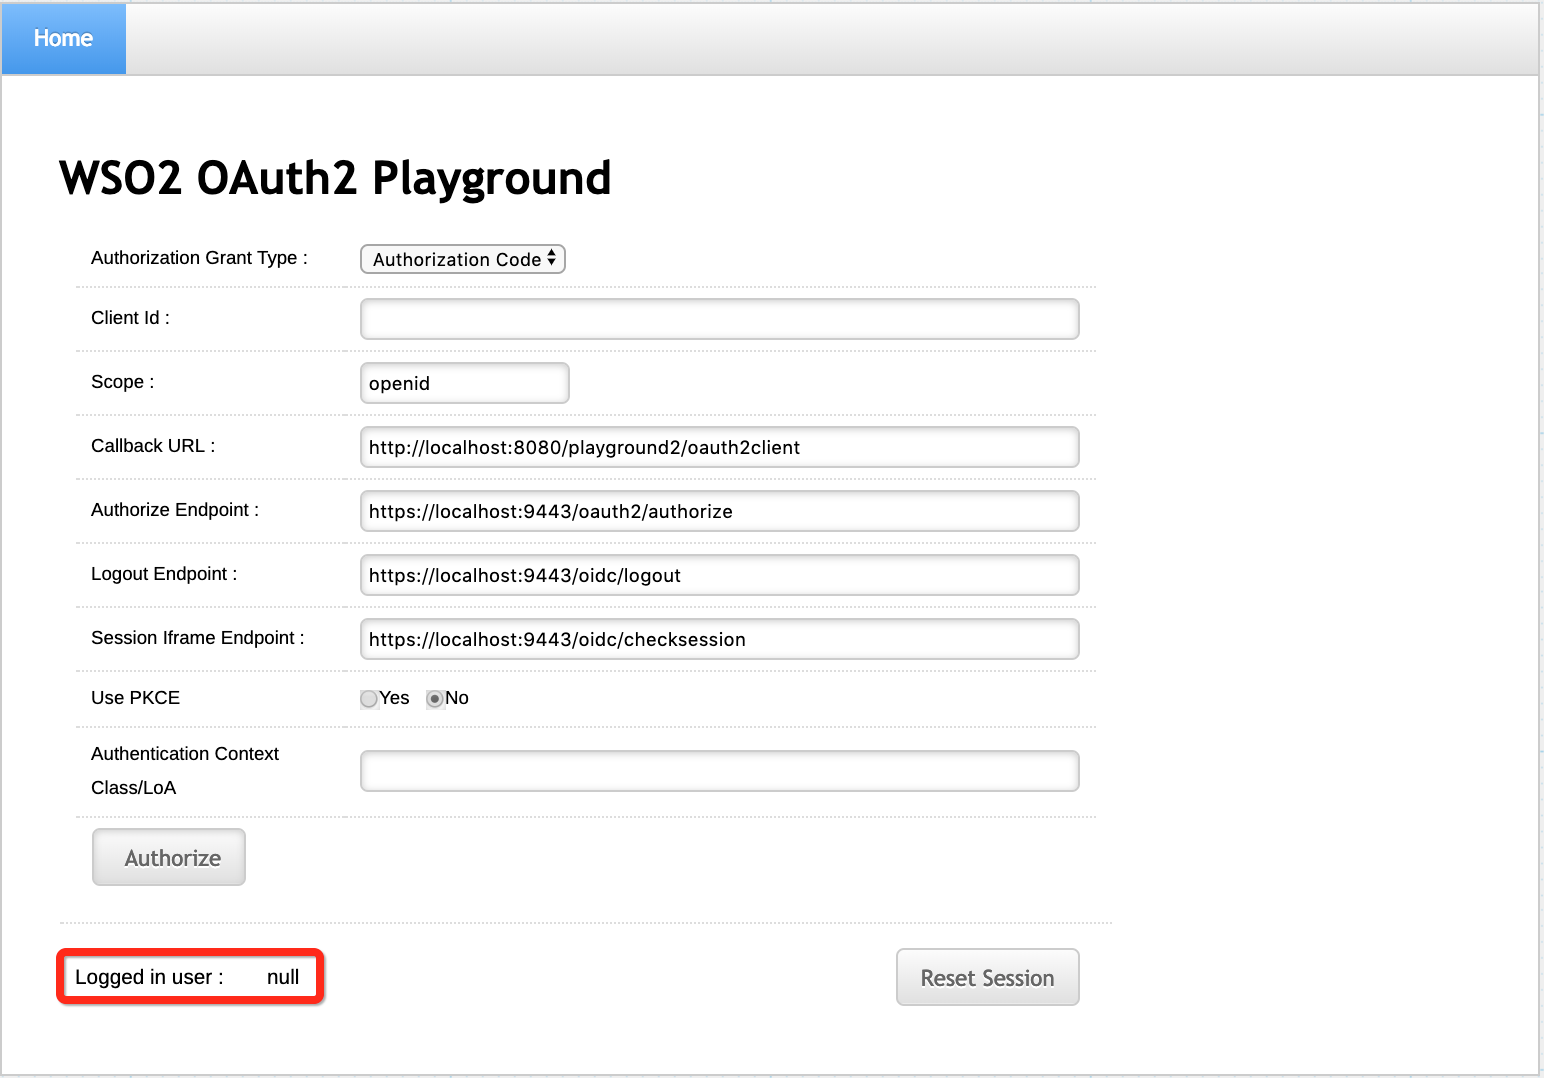 Home
WSO2 OAuth2 Playground
Authorization Grant Type : Authorization Code
Client Id :
Scope : openid
Callback URL : http://localhost:8080/playground2/oauth2client
Authorize Endpoint : https://localhost:9443/oauth2/authorize
Logout Endpoint : https://localhost:9443/oidc/logout
Session Iframe Endpoint : https://localhost:9443/oidc/checksession
Use PKCE Yes No
Authentication Context
Class/LoA
Authorize
Logged in user : null Reset Session